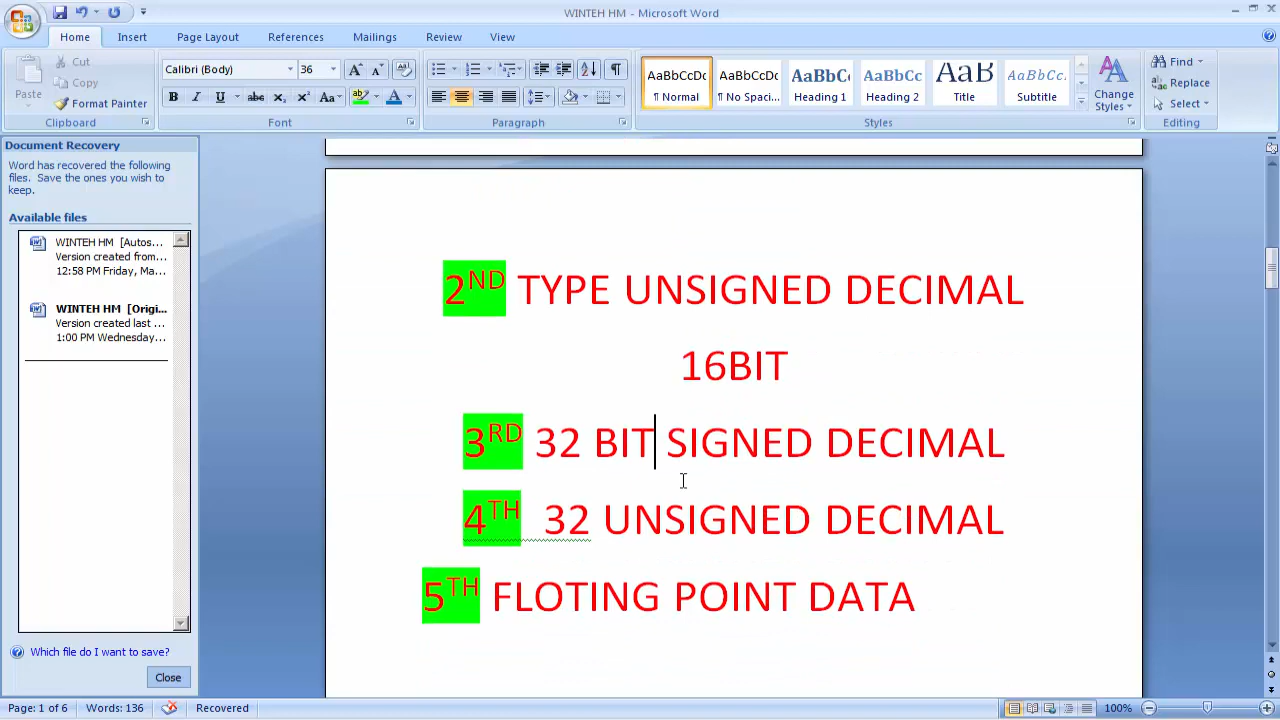 WINTEH HM - Microsoft Word
Home Insert Page Layout References Mailings Review View
Paste
Cut
Copy
Format Painter
Clipboard
Calibri (Body) 36
B I U abc X₂ X² Aa
Font
Paragraph
AaBbCcDc AaBbCcDc AaBbC AaBbCc AaB AaBbCc.
¶ Normal ¶ No Spaci... Heading 1 Heading 2 Title Subtitle
Change Styles
Styles
Find
Replace
Select
Editing
Document Recovery
Word has recovered the following
files. Save the ones you wish to
keep.
Available files
WINTEH HM [Autos...
Version created from...
12:58 PM Friday, Ma...
WINTEH HM [Origi...
Version created last ...
1:00 PM Wednesday...
Which file do I want to save?
Close
2ND TYPE UNSIGNED DECIMAL
16BIT
3RD 32 BIT SIGNED DECIMAL
4TH 32 UNSIGNED DECIMAL
5TH FLOTING POINT DATA
Page: 1 of 6 Words: 136 Recovered 100%